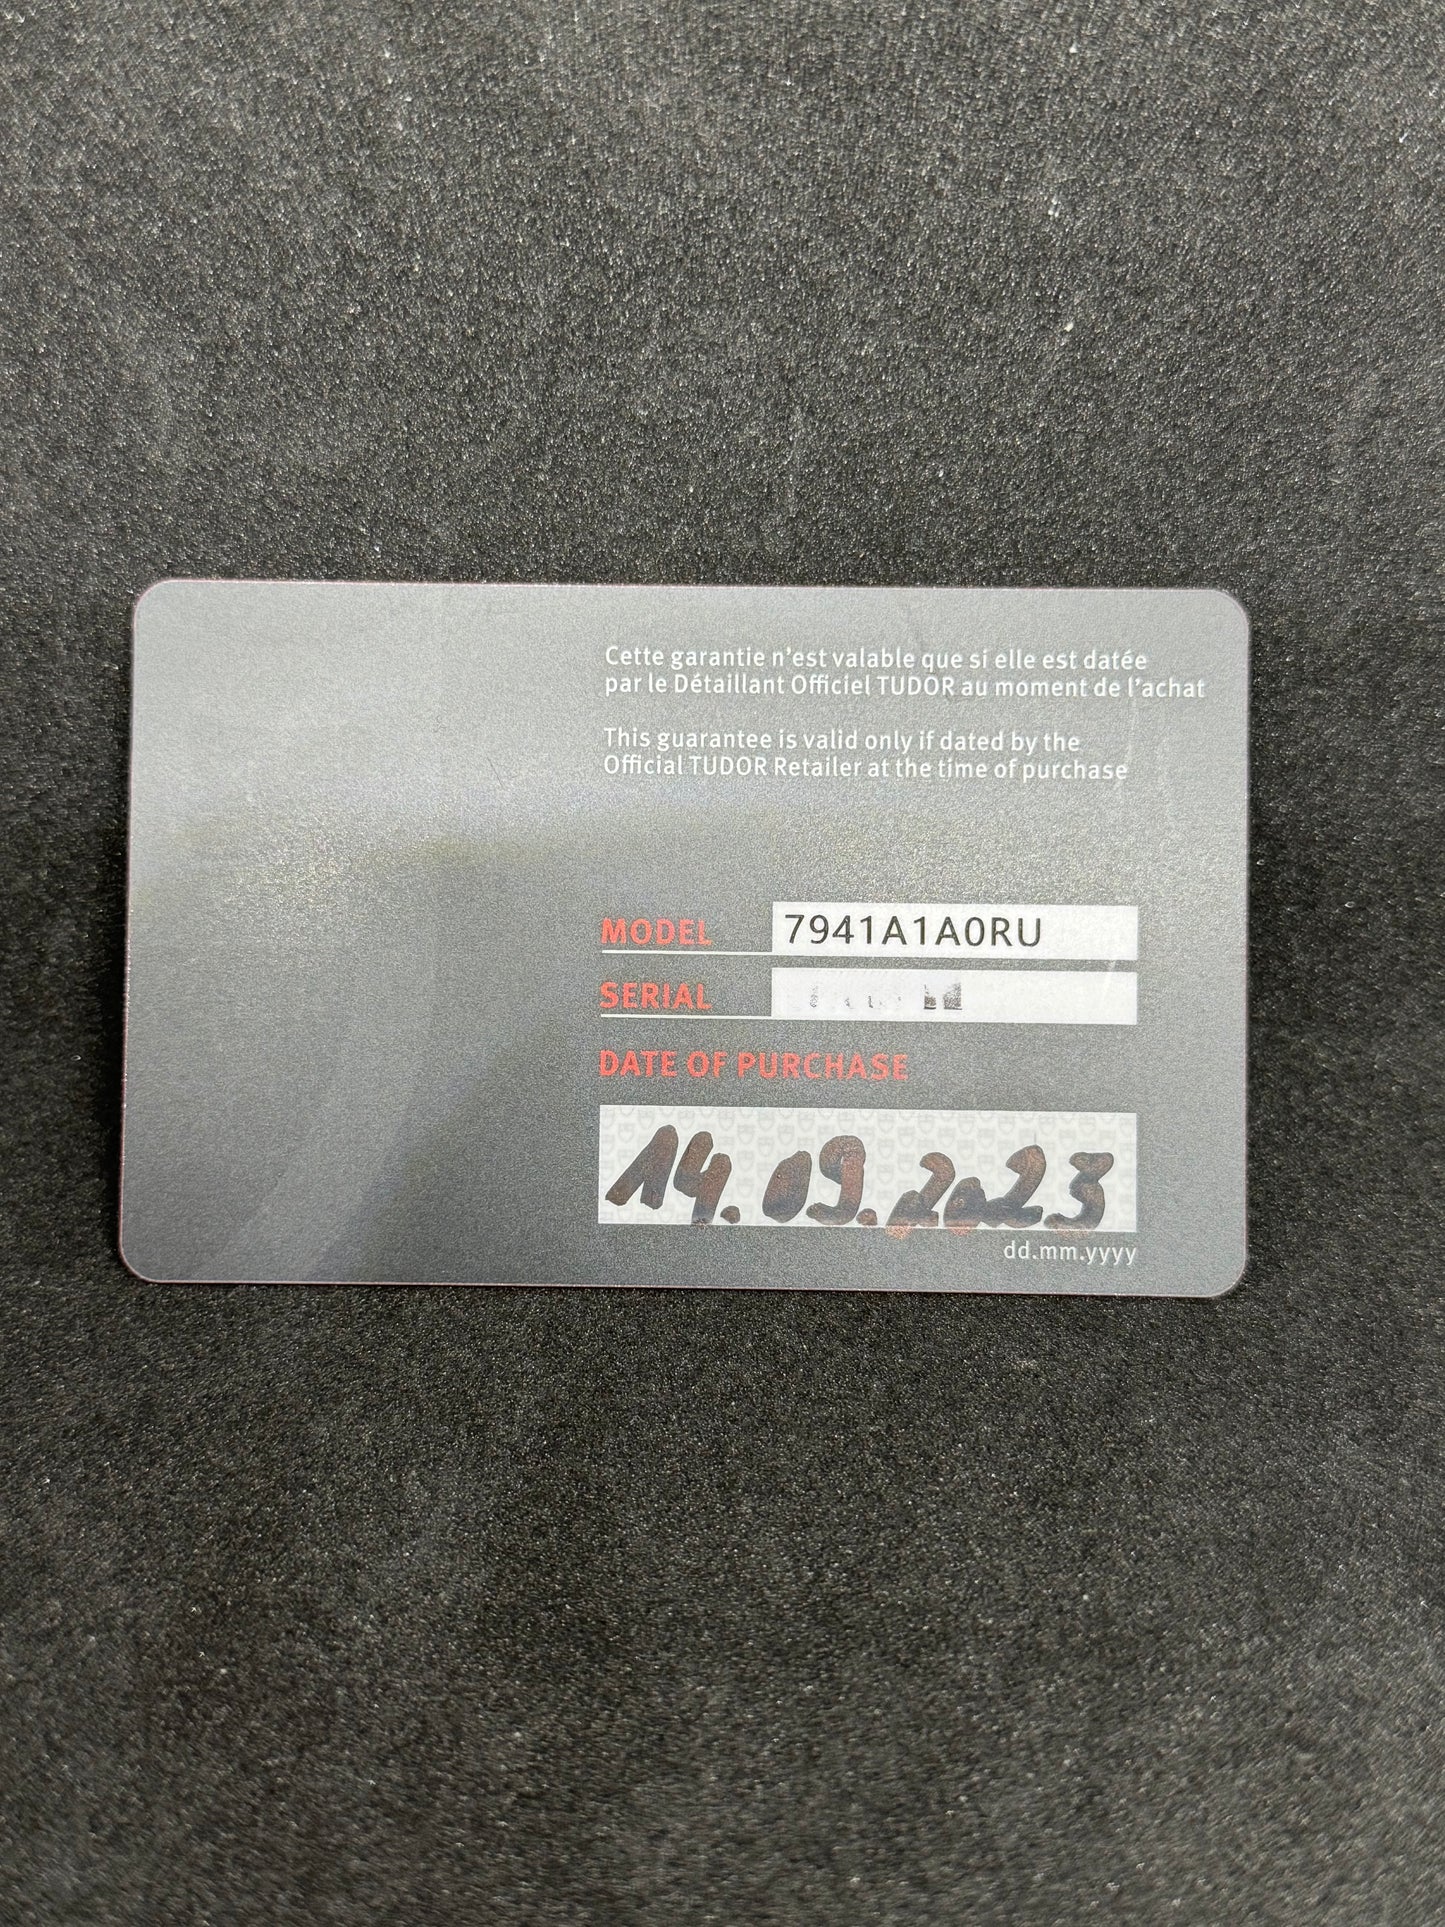 Cette garantie n'est valable que si elle est datée
par le Détaillant Officiel TUDOR au moment de l'achat
This guarantee is valid only if dated by the
Official TUDOR Retailer at the time of purchase
MODEL 7941A1A0RU
SERIAL
DATE OF PURCHASE
14.09.2023
dd.mm.yyyy